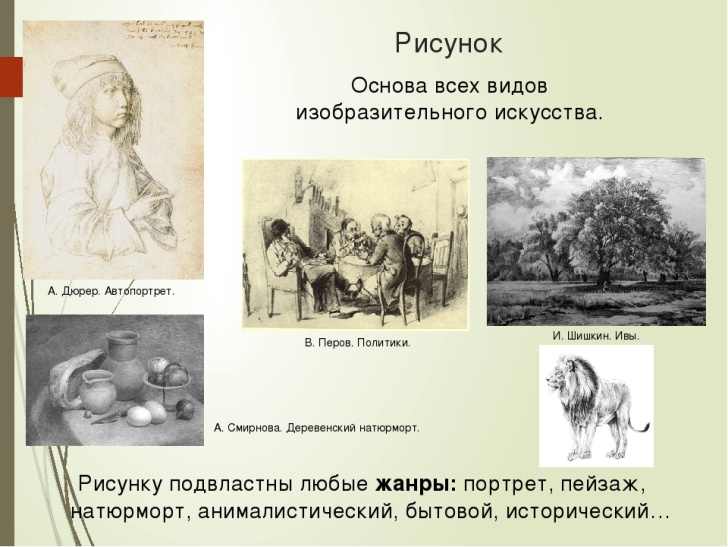 Рисунок
Основа всех видов
изобразительного искусства.
А. Дюрер. Автопортрет.
В. Перов. Политики.
И. Шишкин. Ивы.
А. Смирнова. Деревенский натюрморт.
Рисунку подвластны любые жанры: портрет, пейзаж,
натюрморт, анималистический, бытовой, исторический…